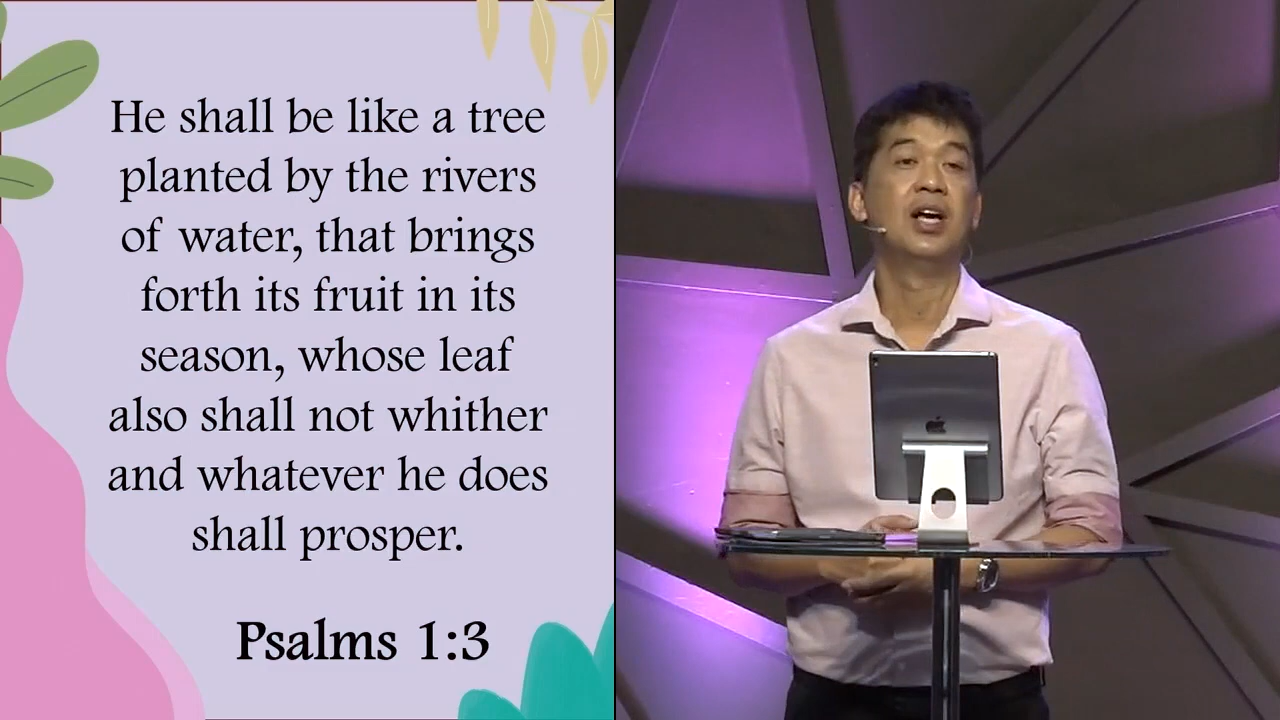 He shall be like a tree
planted by the rivers
of water, that brings
forth its fruit in its
season, whose leaf
also shall not whither
and whatever he does
shall prosper.
Psalms 1:3